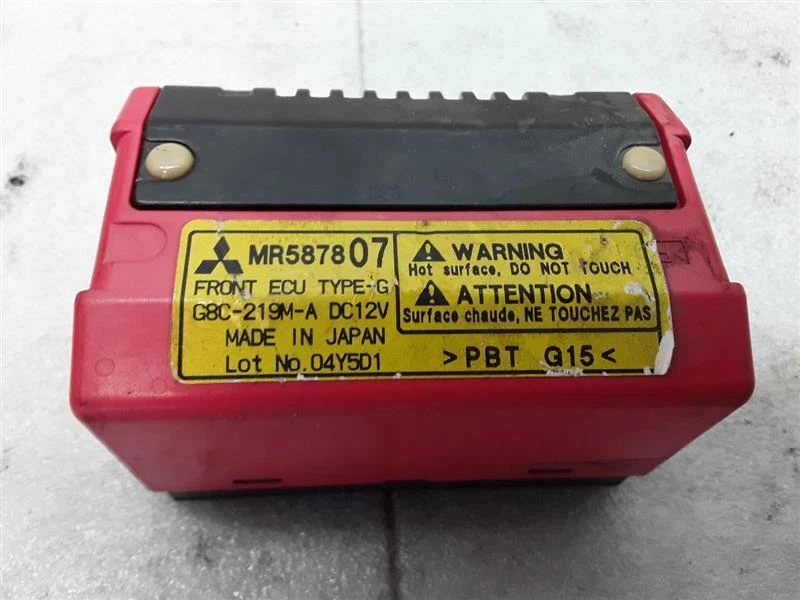 MR587807
FRONT ECU TYPE-G
G8C-219M-A DC12V
MADE IN JAPAN
Lot No.04Y5D1
WARNING
Hot surface, DO NOT TOUCH
ATTENTION
Surface chaude, NE TOUCHEZ PAS
>PBT G15<